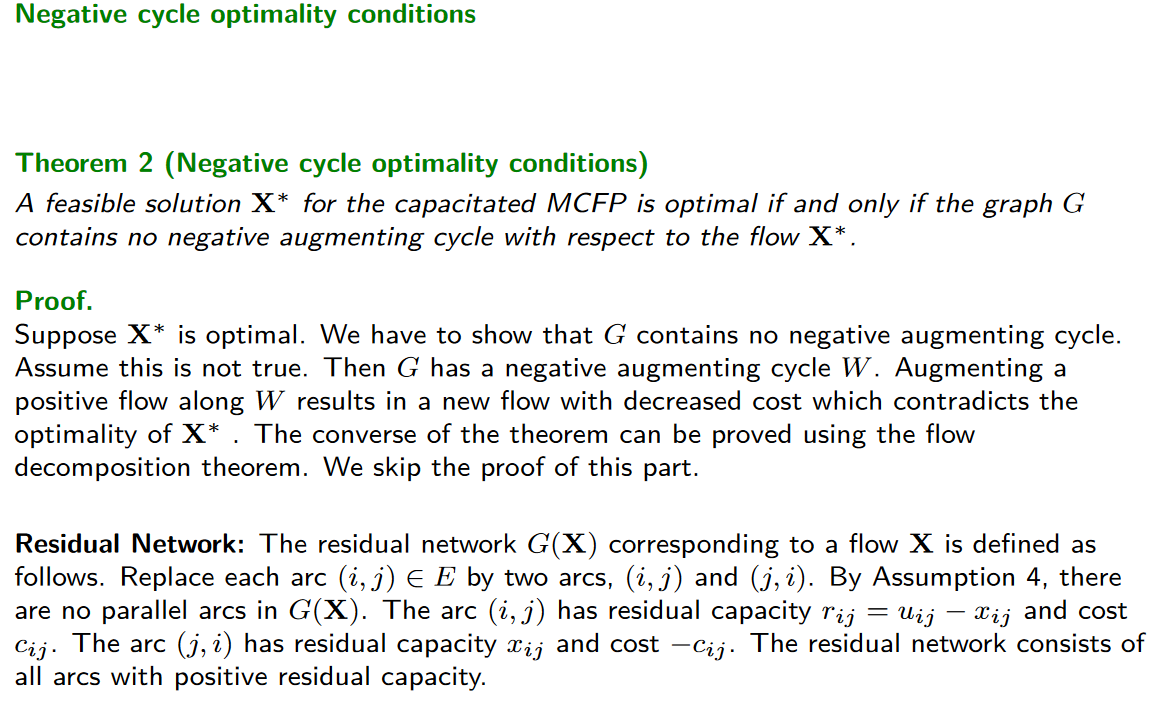 Negative cycle optimality conditions
Theorem 2 (Negative cycle optimality conditions)
A feasible solution X* for the capacitated MCFP is optimal if and only if the graph G
contains no negative augmenting cycle with respect to the flow X*.
Proof.
Suppose X* is optimal. We have to show that G contains no negative augmenting cycle.
Assume this is not true. Then G has a negative augmenting cycle W. Augmenting a
positive flow along W results in a new flow with decreased cost which contradicts the
optimality of X* . The converse of the theorem can be proved using the flow
decomposition theorem. We skip the proof of this part.
Residual Network: The residual network G(X) corresponding to a flow X is defined as
follows. Replace each arc (i, j) ∈ E by two arcs, (i, j) and (j, i). By Assumption 4, there
are no parallel arcs in G(X). The arc (i, j) has residual capacity r_{ij} = u_{ij} − x_{ij} and cost
c_{ij}. The arc (j, i) has residual capacity x_{ij} and cost −c_{ij}. The residual network consists of
all arcs with positive residual capacity.